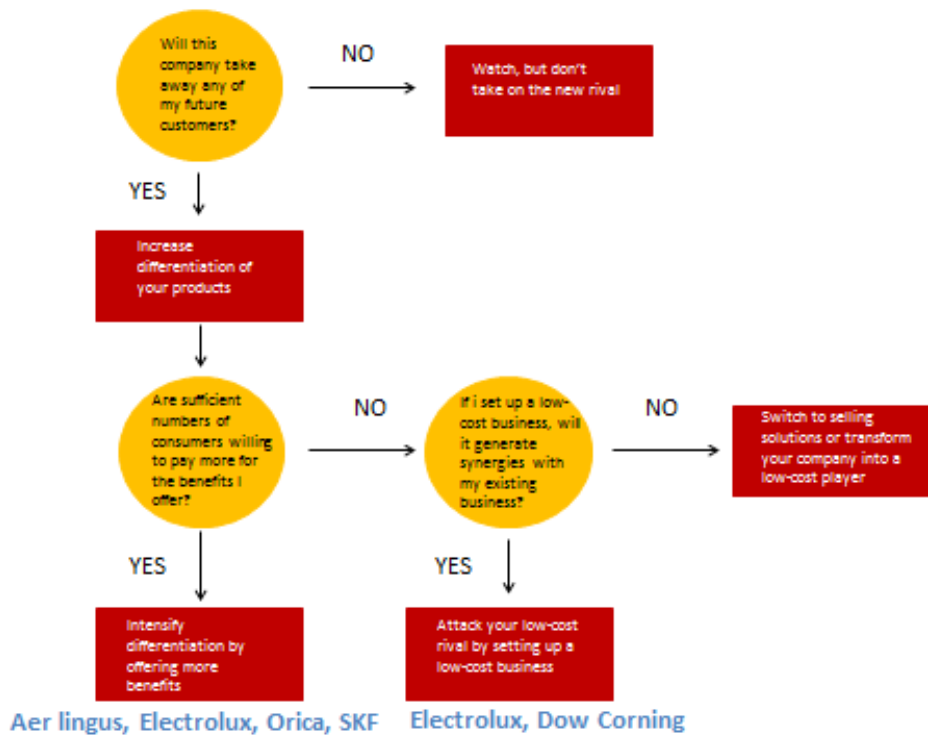 Will this
company take
away any of
my future
customers?
NO
Watch, but don't
take on the new rival
YES
Increase
differentiation of
your products
Are sufficient
numbers of
consumers willing
to pay more for
the benefits I
offer?
NO
If i set up a low-
cost business, will
it generate
synergies with
my existing
business?
NO
Switch to selling
solutions or transform
your company into a
low-cost player
YES
YES
Intensify
differentiation by
offering more
benefits
Attack your low-cost
rival by setting up a
low-cost business
Aer lingus, Electrolux, Orica, SKF
Electrolux, Dow Corning